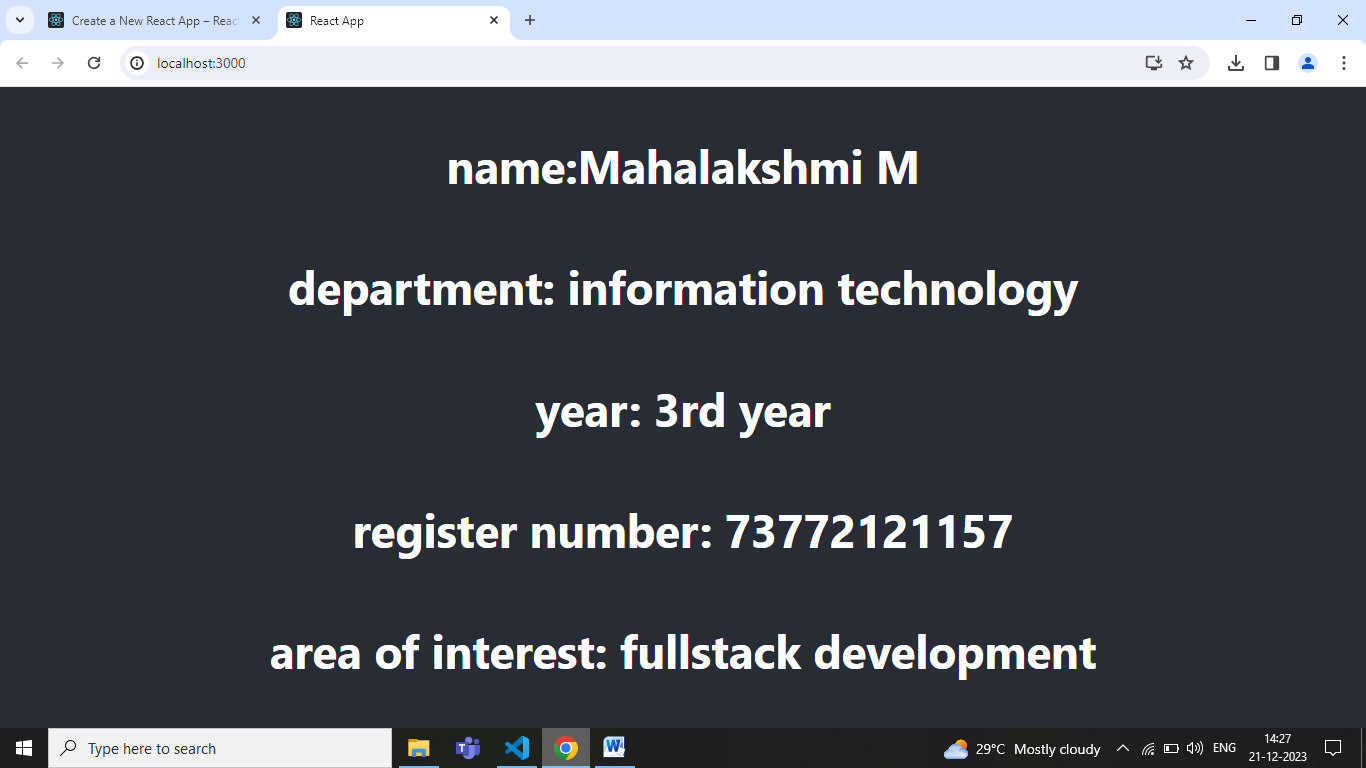 Create a New React App – Reac
React App
localhost:3000
name:Mahalakshmi M
department: information technology
year: 3rd year
register number: 73772121157
area of interest: fullstack development
Type here to search
29°C Mostly cloudy
ENG
14:27
21-12-2023